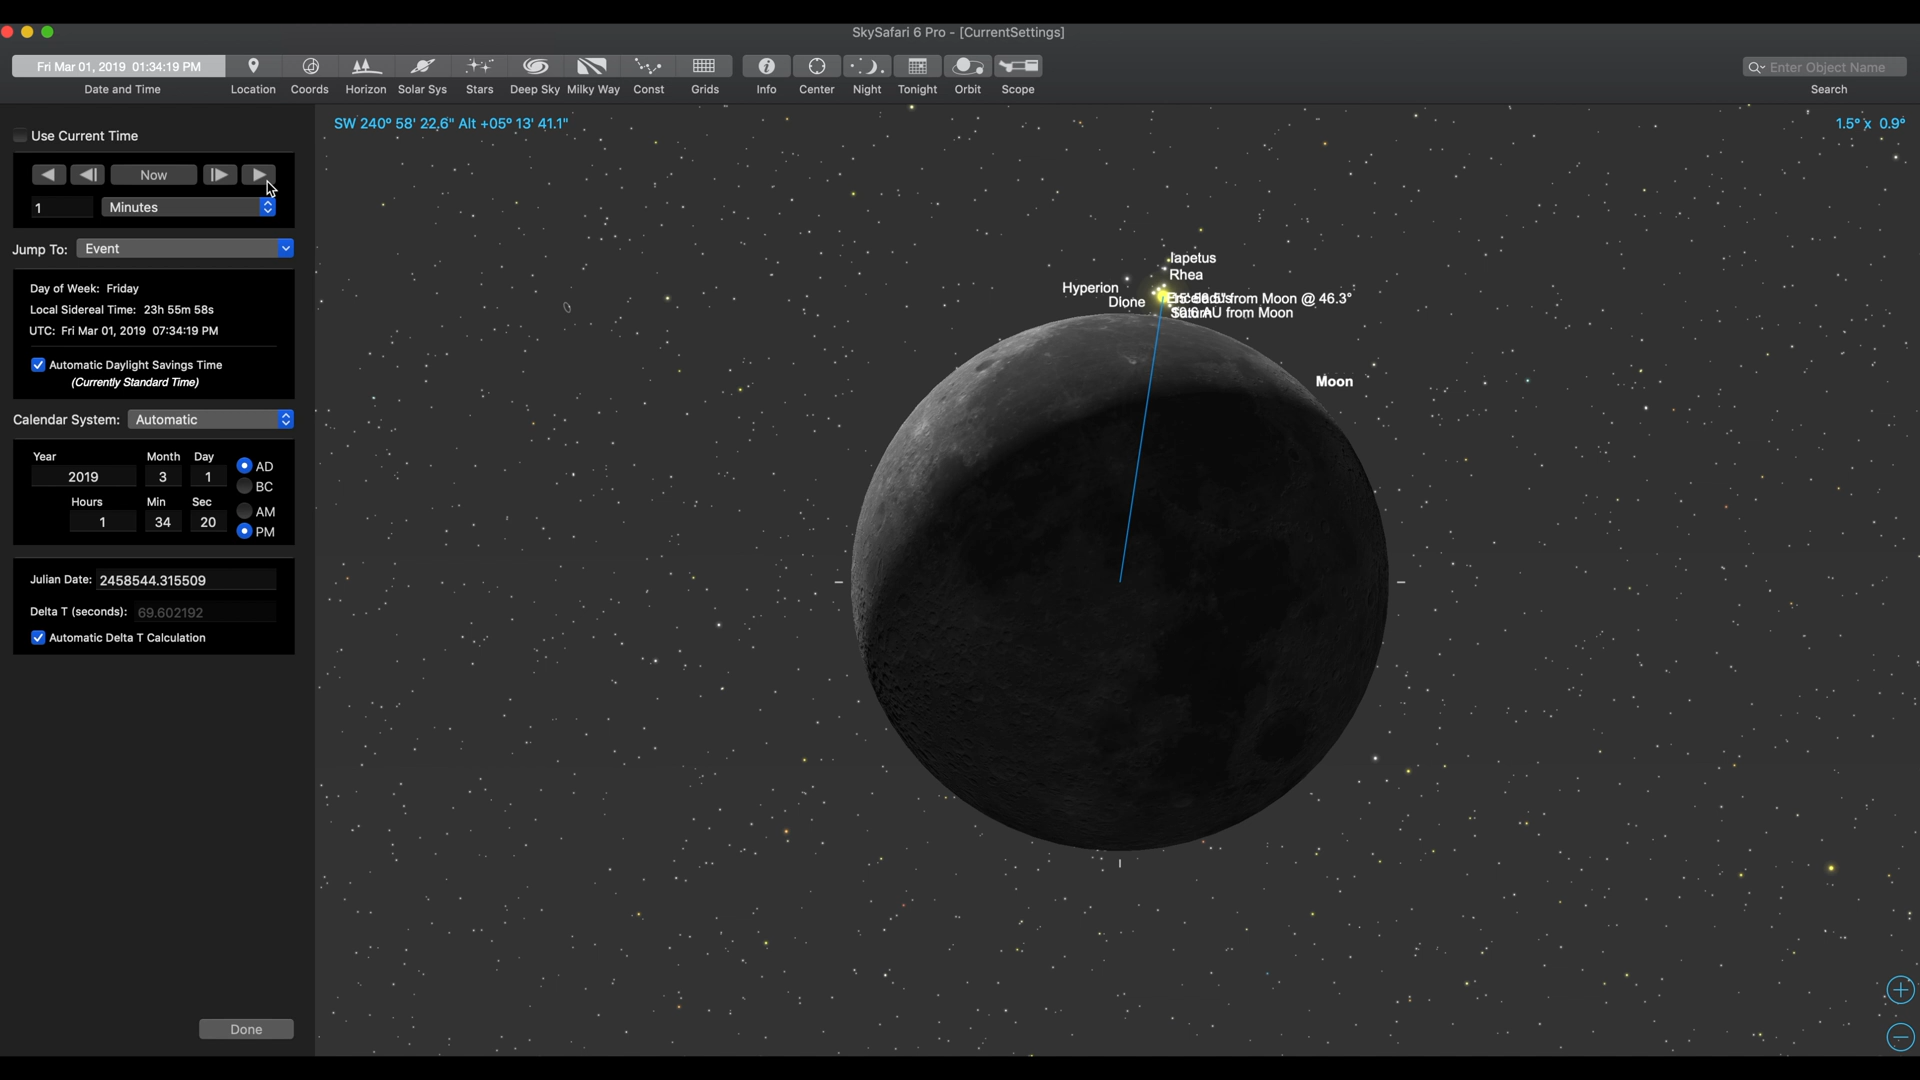 SkySafari 6 Pro - [CurrentSettings]
Fri Mar 01, 2019 01:34:19 PM
Date and Time
Location
Coords
Horizon
Solar Sys
Stars
Deep Sky
Milky Way
Const
Grids
Info
Center
Night
Tonight
Orbit
Scope
Enter Object Name
Search
SW 240° 58' 22.6" Alt +05° 13' 41.1"
1.5° x 0.9°
Use Current Time
Now
1
Minutes
Jump To: Event
Day of Week: Friday
Local Sidereal Time: 23h 55m 58s
UTC: Fri Mar 01, 2019 07:34:19 PM
Automatic Daylight Savings Time
(Currently Standard Time)
Calendar System: Automatic
Year Month Day
2019 3 1
AD
BC
Hours Min Sec
1 34 20
AM
PM
Julian Date: 2458544.315509
Delta T (seconds): 69.602192
Automatic Delta T Calculation
Done
Iapetus
Rhea
Hyperion
Dione
from Moon @ 46.3°
AU from Moon
Moon